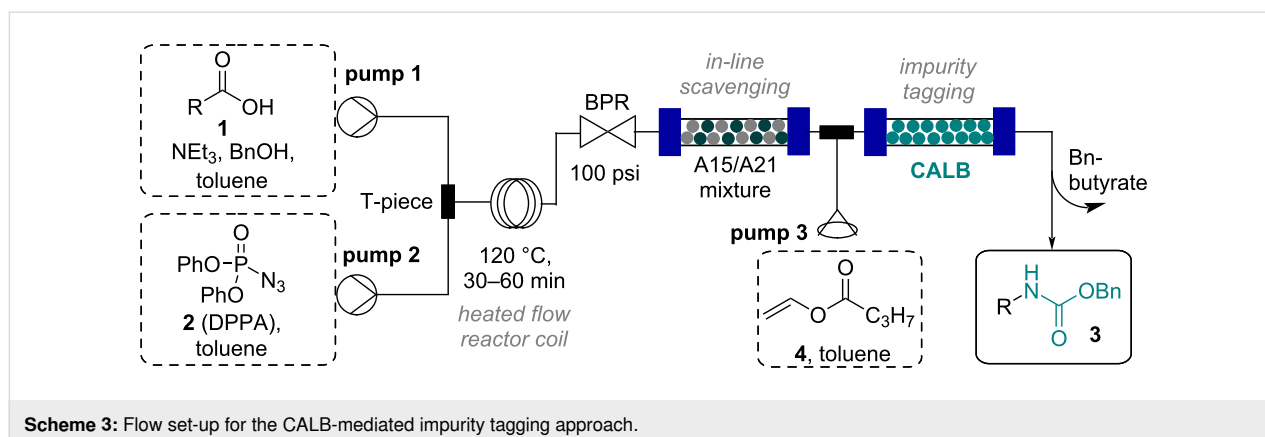 O
R
OH
1
NEt₃, BnOH,
toluene
pump 1
O
PhO
P
N₃
PhO
2 (DPPA),
toluene
pump 2
T-piece
120 °C,
30–60 min
heated flow
reactor coil
BPR
100 psi
in-line
scavenging
A15/A21
mixture
impurity
tagging
CALB
pump 3
O
O
C₃H₇
4, toluene
Bn-
butyrate
H
R
N
OBn
O
3
Scheme 3: Flow set-up for the CALB-mediated impurity tagging approach.